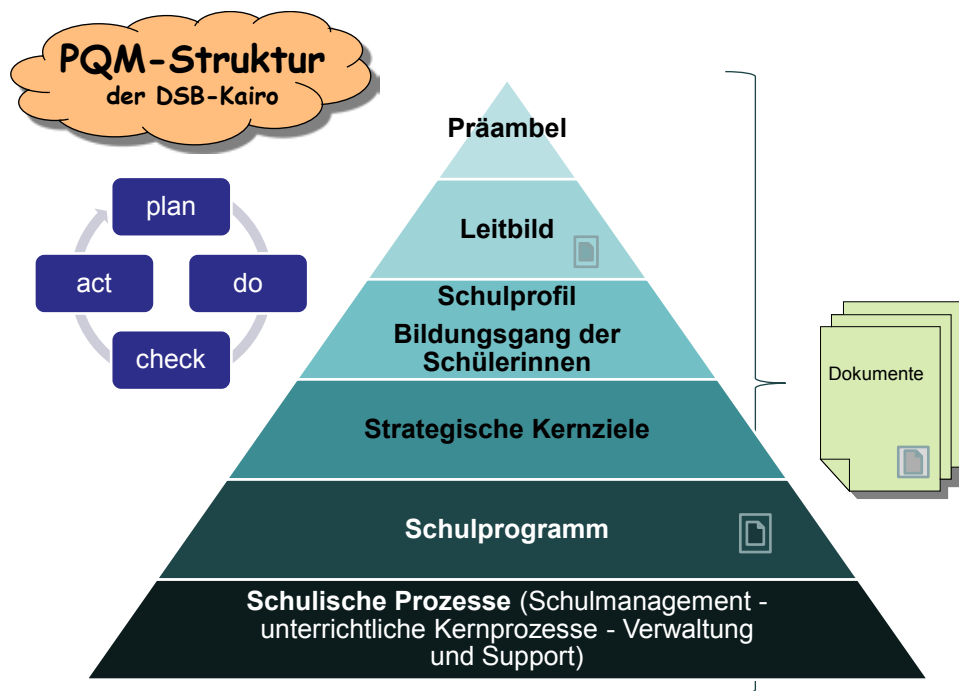 PQM-Struktur
der DSB-Kairo
plan
act
do
check
Präambel
Leitbild
Schulprofil
Bildungsgang der
Schülerinnen
Strategische Kernziele
Schulprogramm
Schulische Prozesse (Schulmanagement -
unterrichtliche Kernprozesse - Verwaltung
und Support)
Dokumente